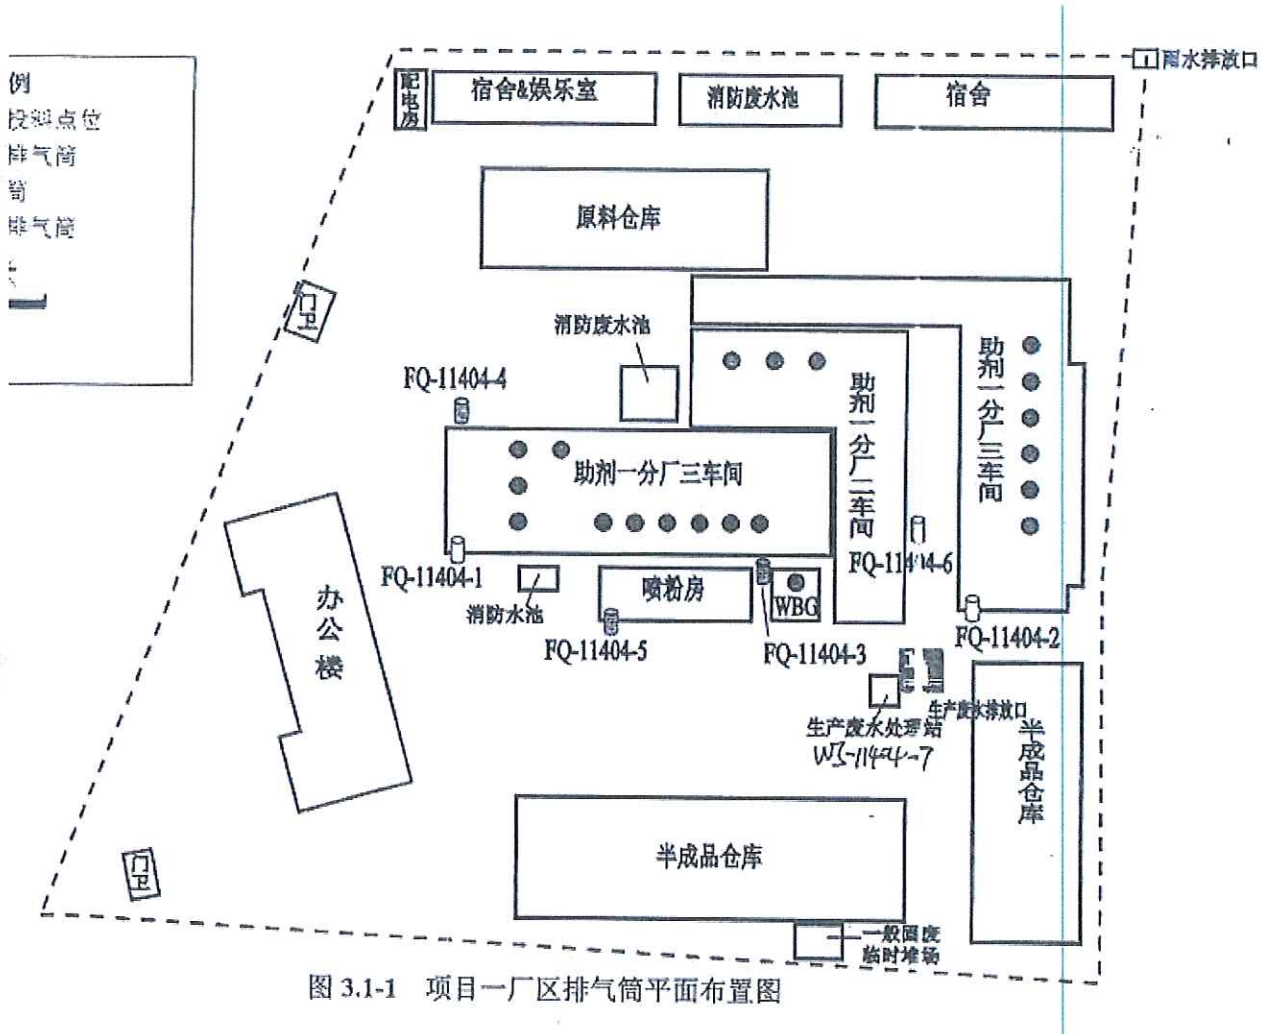 雨水排放口
例
投料点位
排气筒
筒
排气筒
配电房
宿舍&娱乐室
消防废水池
宿舍
原料仓库
门卫
消防废水池
FQ-11404-4
助剂一分厂三车间
助剂一分厂二车间
助剂一分厂三车间
FQ-11404-1
消防水池
喷粉房
WBG
FQ-11404-6
FQ-11404-5
FQ-11404-3
FQ-11404-2
办公楼
生产废水排放口
生产废水处理站
WS-11404-7
半成品仓库
半成品仓库
门卫
一般固废
临时堆场
图 3.1-1 项目一厂区排气筒平面布置图